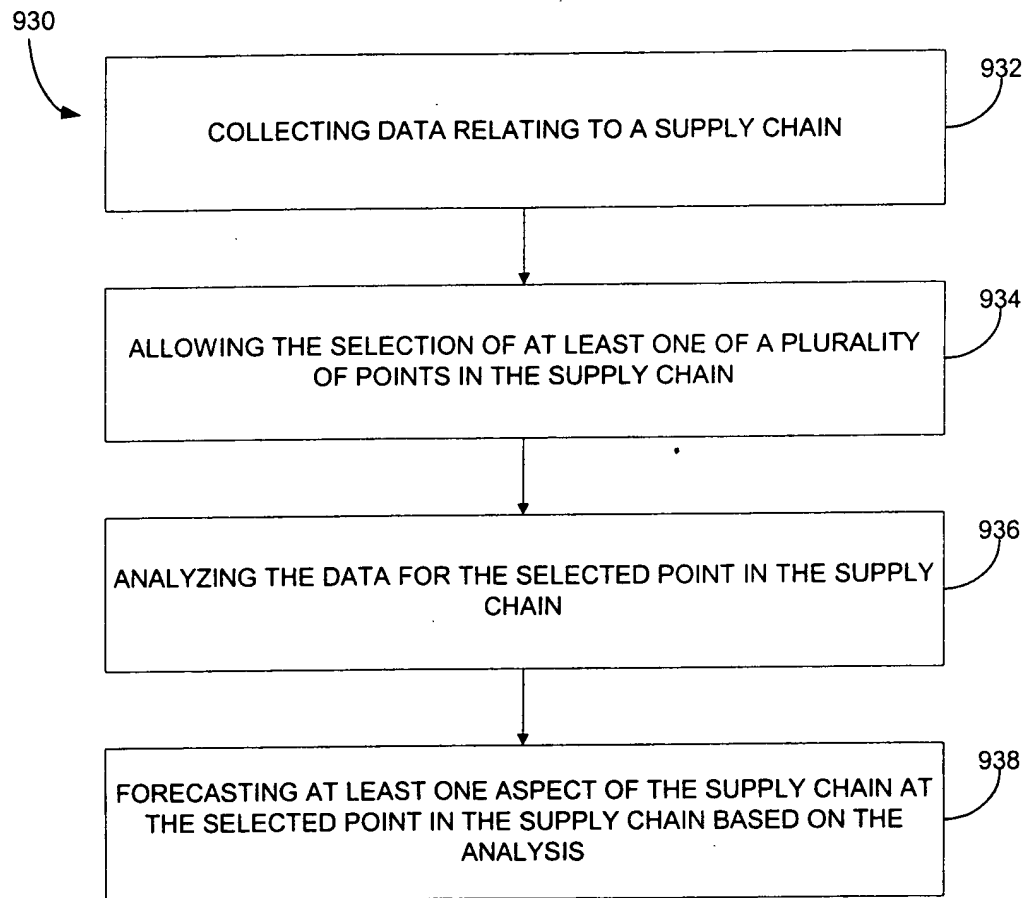 930
932
COLLECTING DATA RELATING TO A SUPPLY CHAIN
934
ALLOWING THE SELECTION OF AT LEAST ONE OF A PLURALITY
OF POINTS IN THE SUPPLY CHAIN
936
ANALYZING THE DATA FOR THE SELECTED POINT IN THE SUPPLY
CHAIN
938
FORECASTING AT LEAST ONE ASPECT OF THE SUPPLY CHAIN AT
THE SELECTED POINT IN THE SUPPLY CHAIN BASED ON THE
ANALYSIS